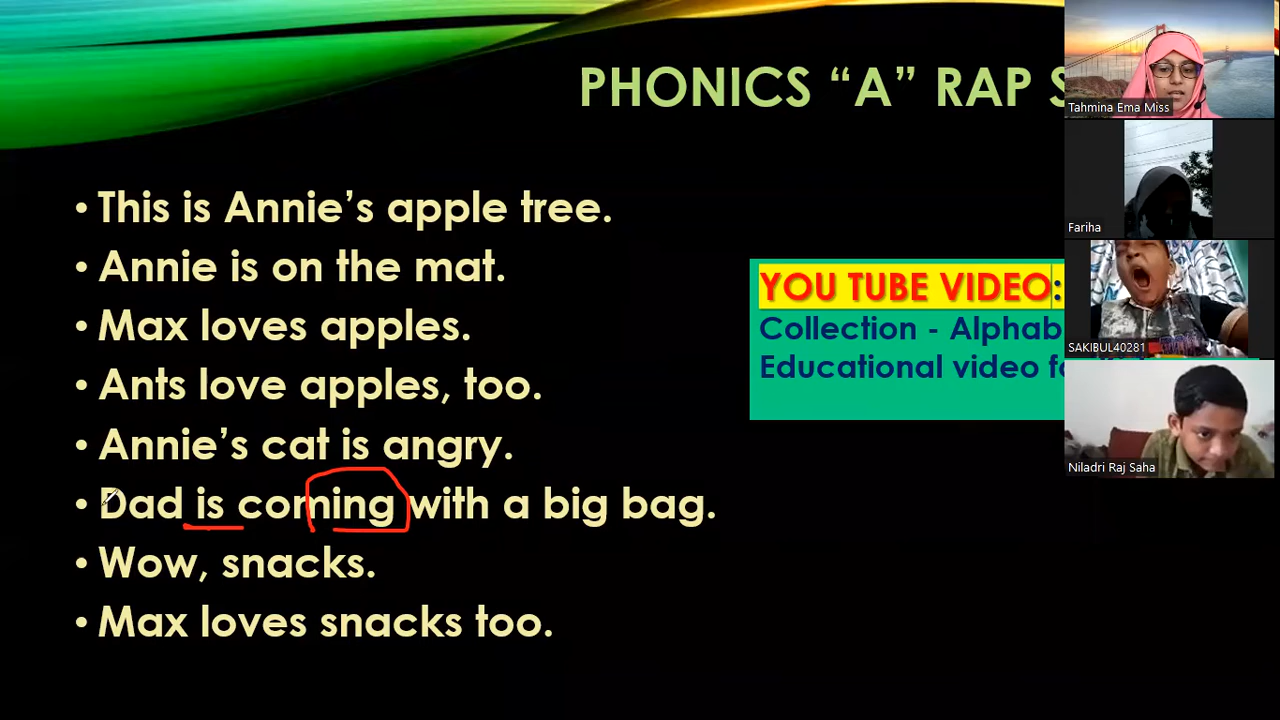 PHONICS “A” RAP S
• This is Annie’s apple tree.
• Annie is on the mat.
• Max loves apples.
• Ants love apples, too.
• Annie’s cat is angry.
• Dad is coming with a big bag.
• Wow, snacks.
• Max loves snacks too.
YOU TUBE VIDEO:
Collection - Alphab
Educational video fo
Tahmina Ema Miss
Fariha
SAKIBUL40281
Niladri Raj Saha